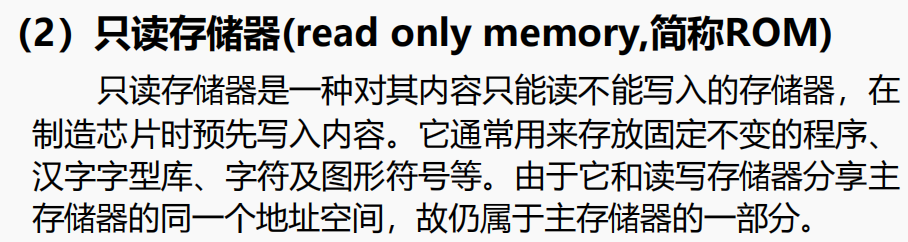 (2）只读存储器(read only memory,简称ROM)
只读存储器是一种对其内容只能读不能写入的存储器，在
制造芯片时预先写入内容。它通常用来存放固定不变的程序、
汉字字型库、字符及图形符号等。由于它和读写存储器分享主
存储器的同一个地址空间，故仍属于主存储器的一部分。